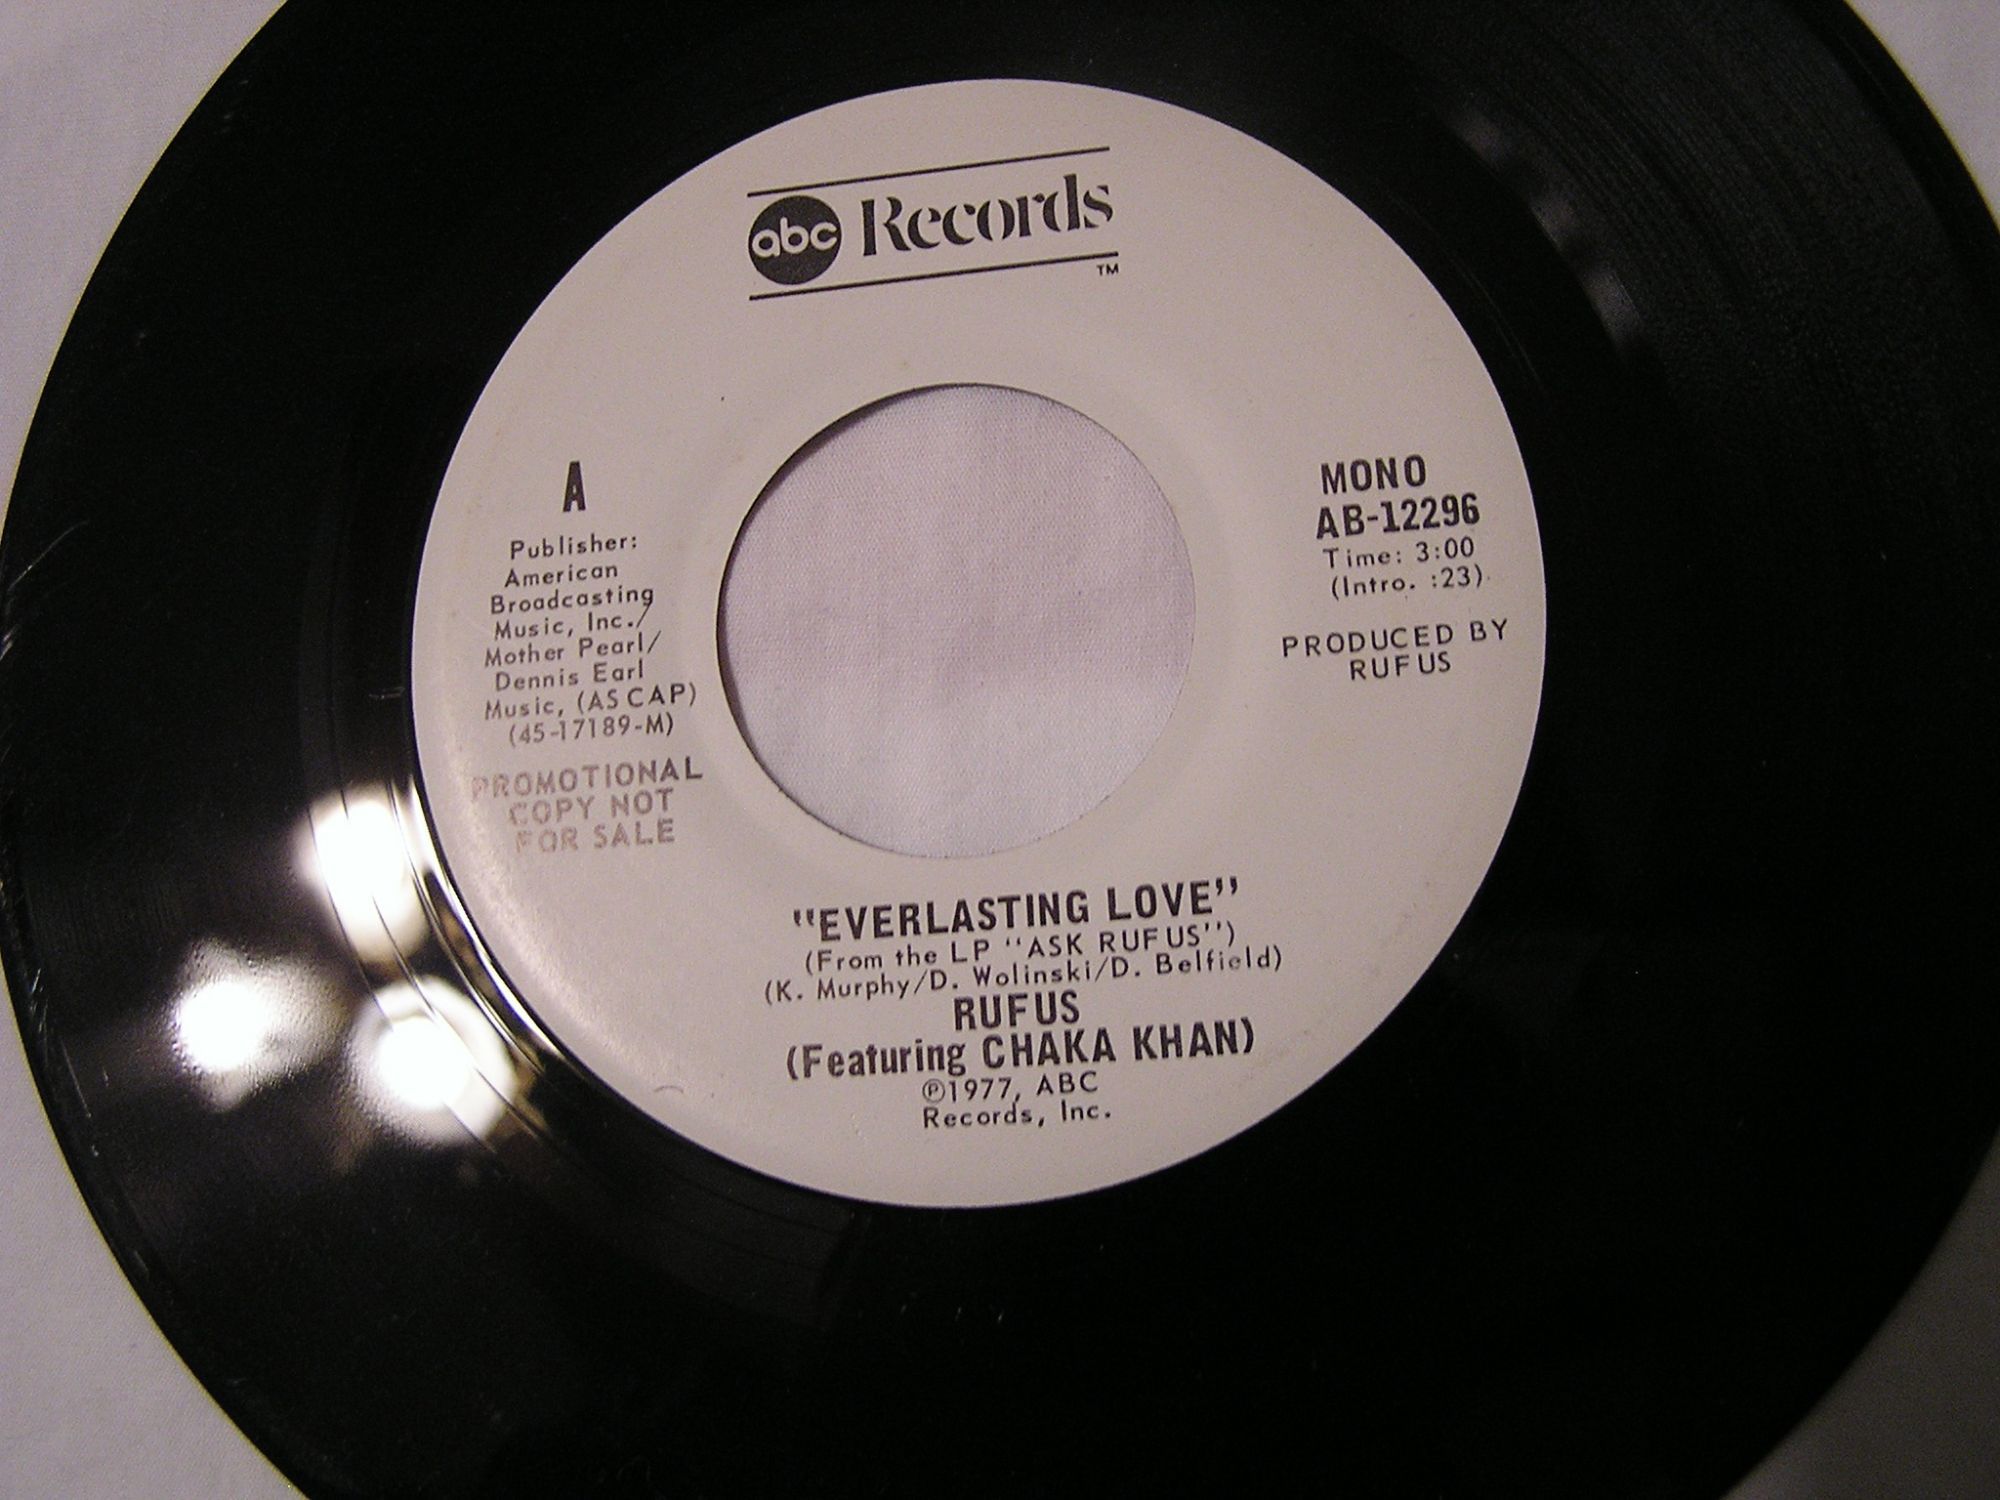 abc Records
TM
A
Publisher:
American
Broadcasting
Music, Inc./
Mother Pearl/
Dennis Earl
Music, (ASCAP)
(45-17189-M)
PROMOTIONAL
COPY NOT
FOR SALE
MONO
AB-12296
Time: 3:00
(Intro. :23)
PRODUCED BY
RUFUS
"EVERLASTING LOVE"
(From the LP "ASK RUFUS")
(K. Murphy/D. Wolinski/D. Belfield)
RUFUS
(Featuring CHAKA KHAN)
℗1977, ABC
Records, Inc.